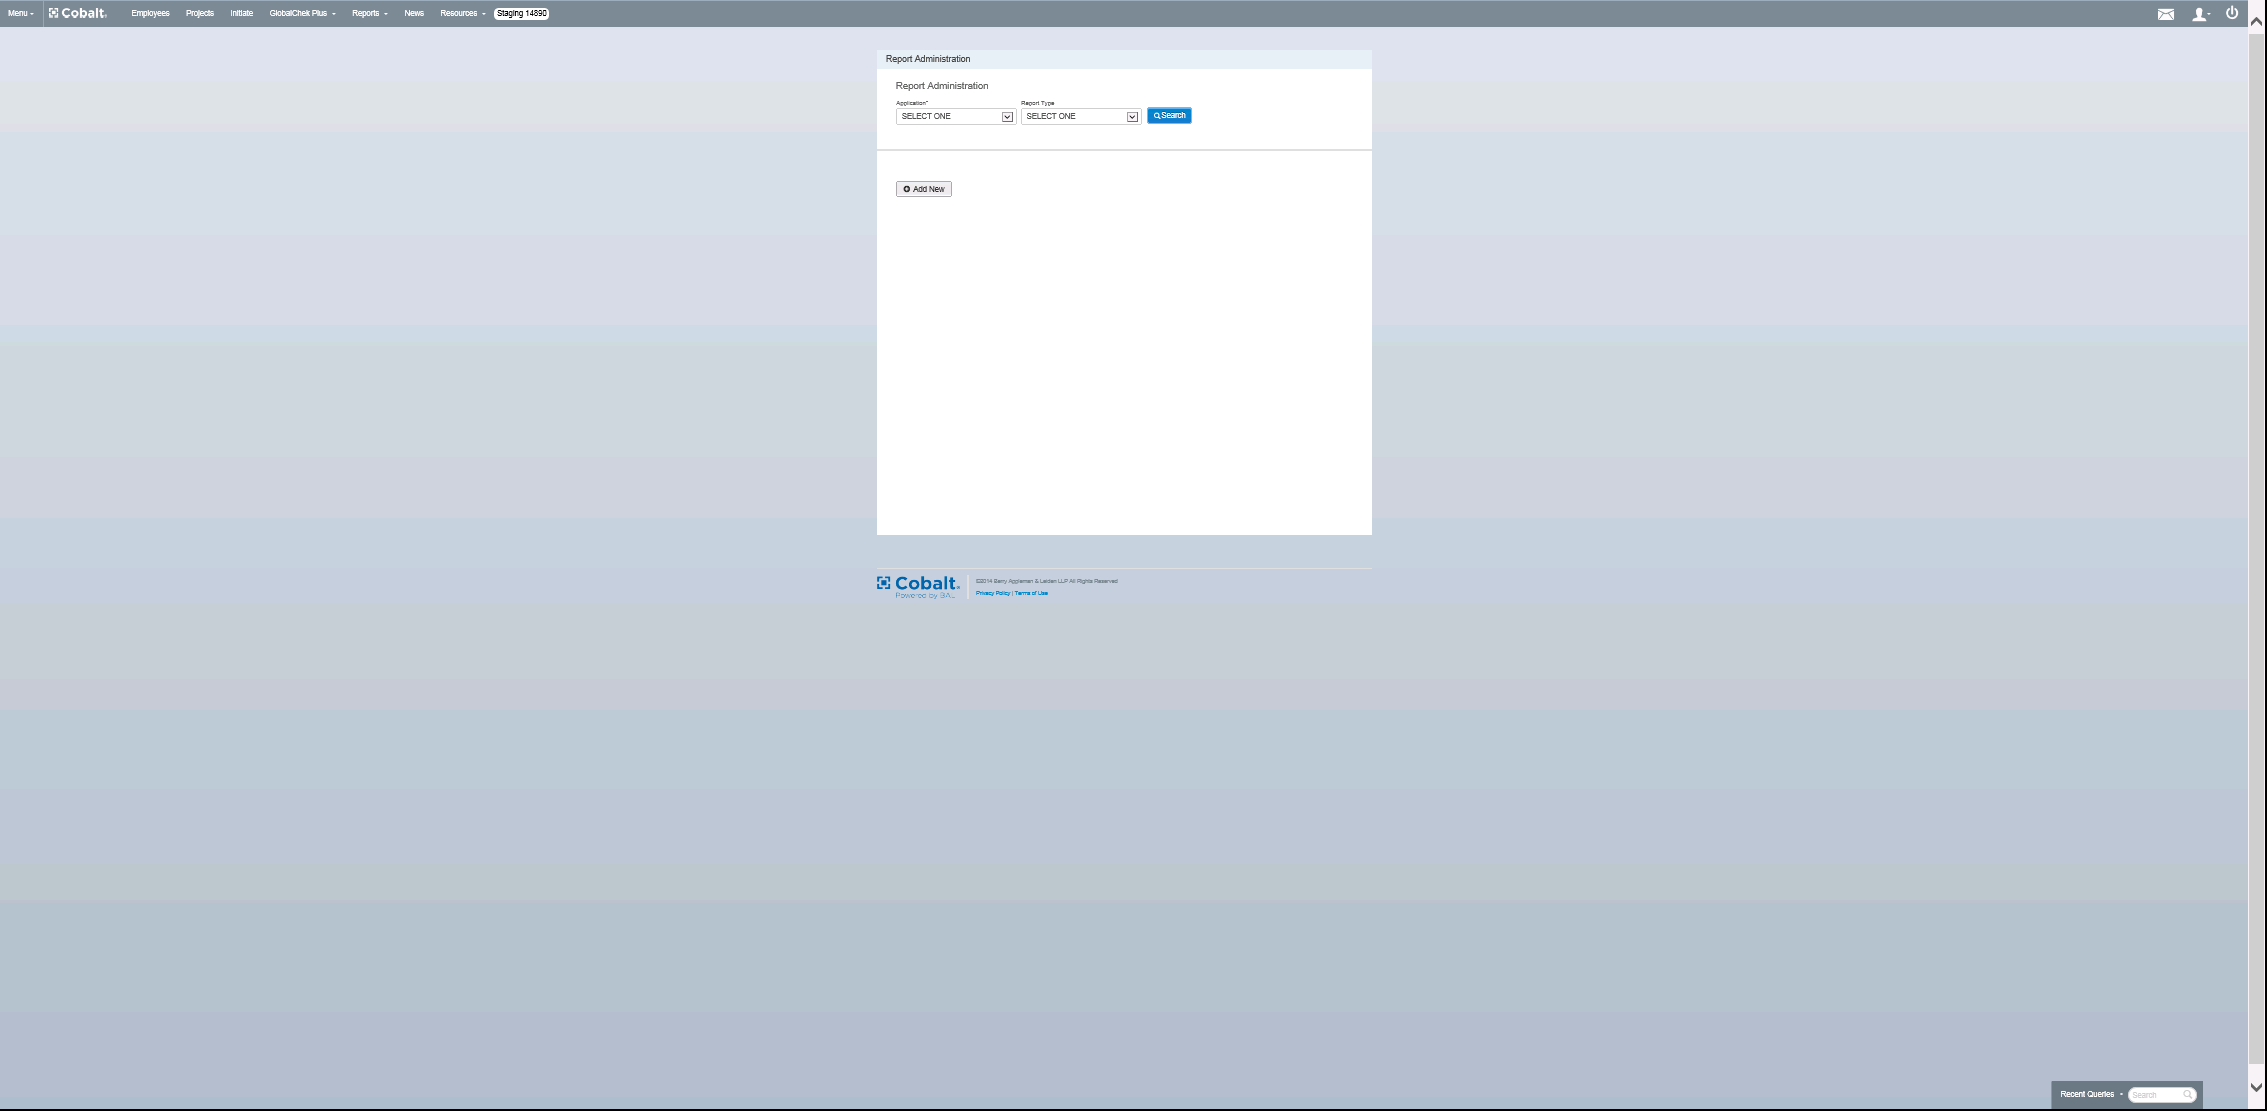 Menu Cobalt Employees Projects Initiate GlobalChek Plus Reports News Resources Staging 14890
Report Administration
Report Administration
Application* Report Type
SELECT ONE SELECT ONE Search
Add New
Cobalt ©2014 Berry Appleman & Leiden LLP All Rights Reserved
Powered by BAL Privacy Policy | Terms of Use
Recent Queries Search